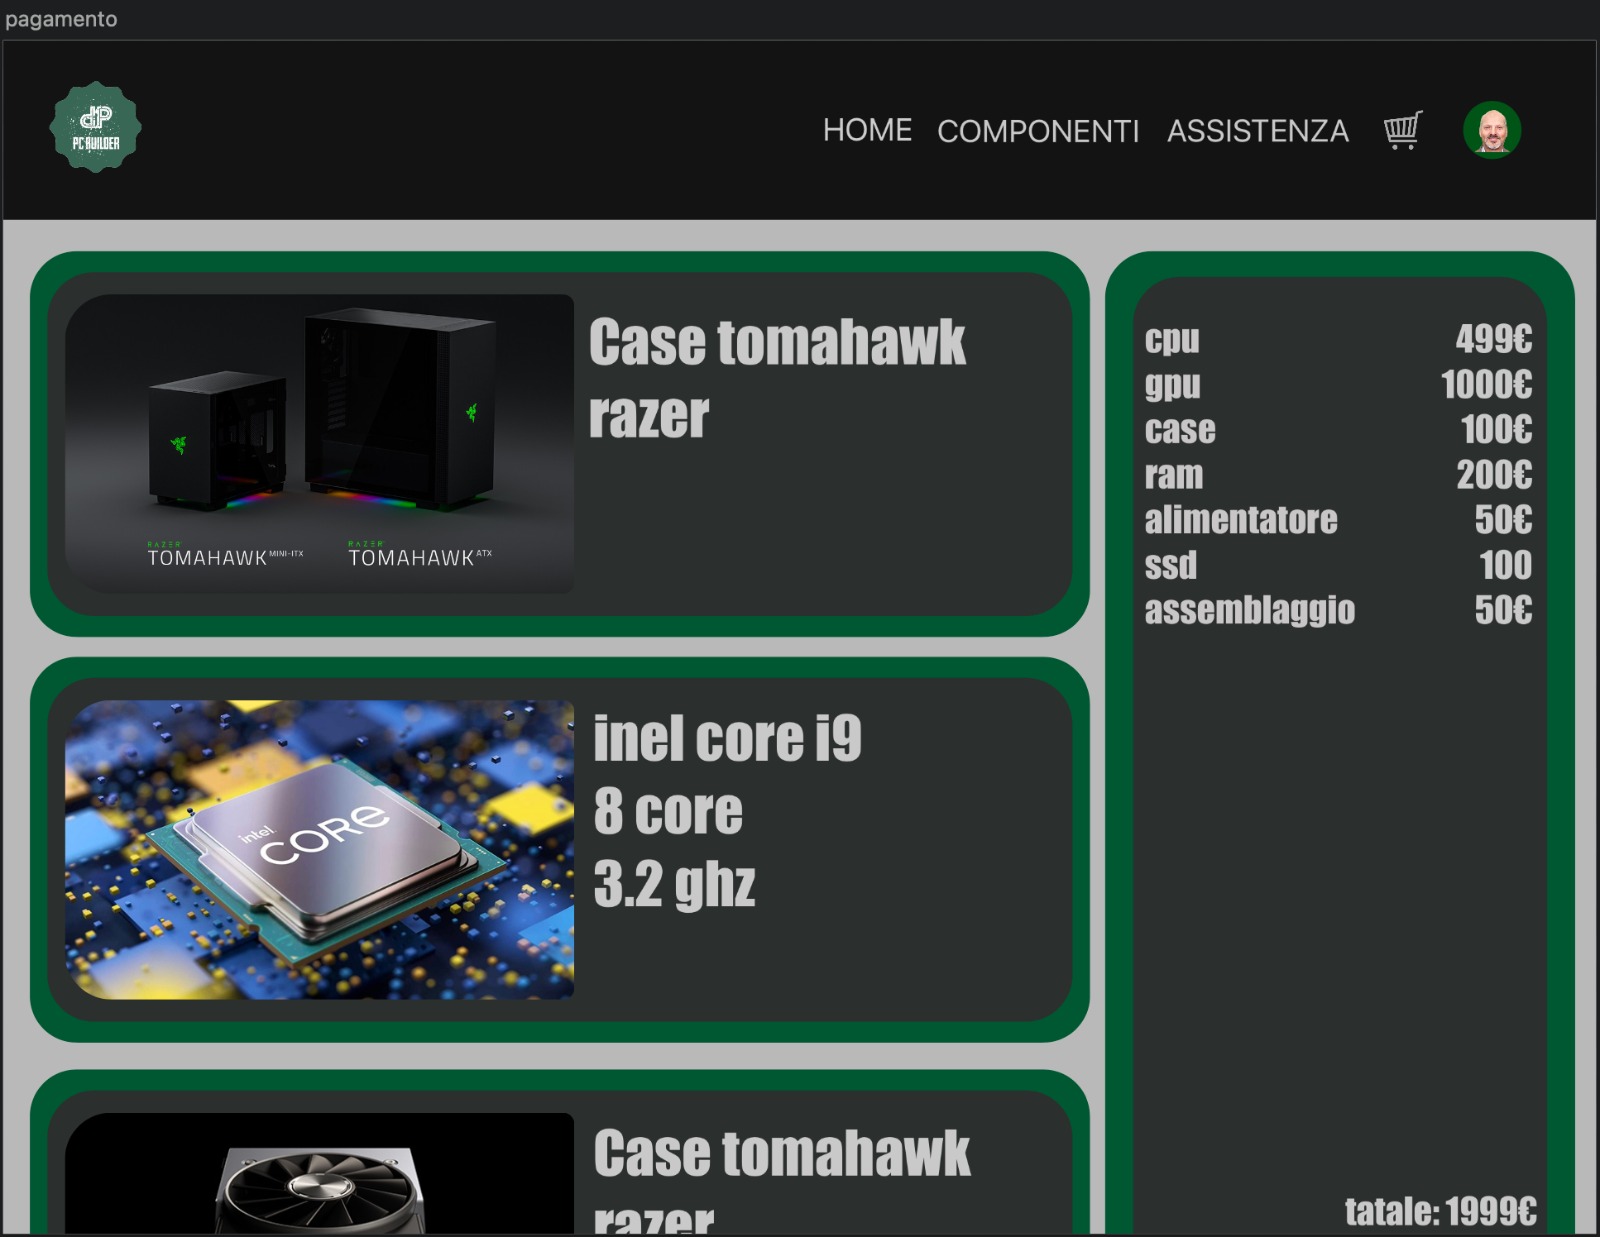 pagamento
dP
PC BUILDER
HOME COMPONENTI ASSISTENZA
Case tomahawk
razer
RAZER
TOMAHAWK MINI-ITX
RAZER
TOMAHAWK ATX
inel core i9
8 core
3.2 ghz
intel.
CORE
Case tomahawk
razer
cpu 499€
gpu 1000€
case 100€
ram 200€
alimentatore 50€
ssd 100
assemblaggio 50€
tatale: 1999€